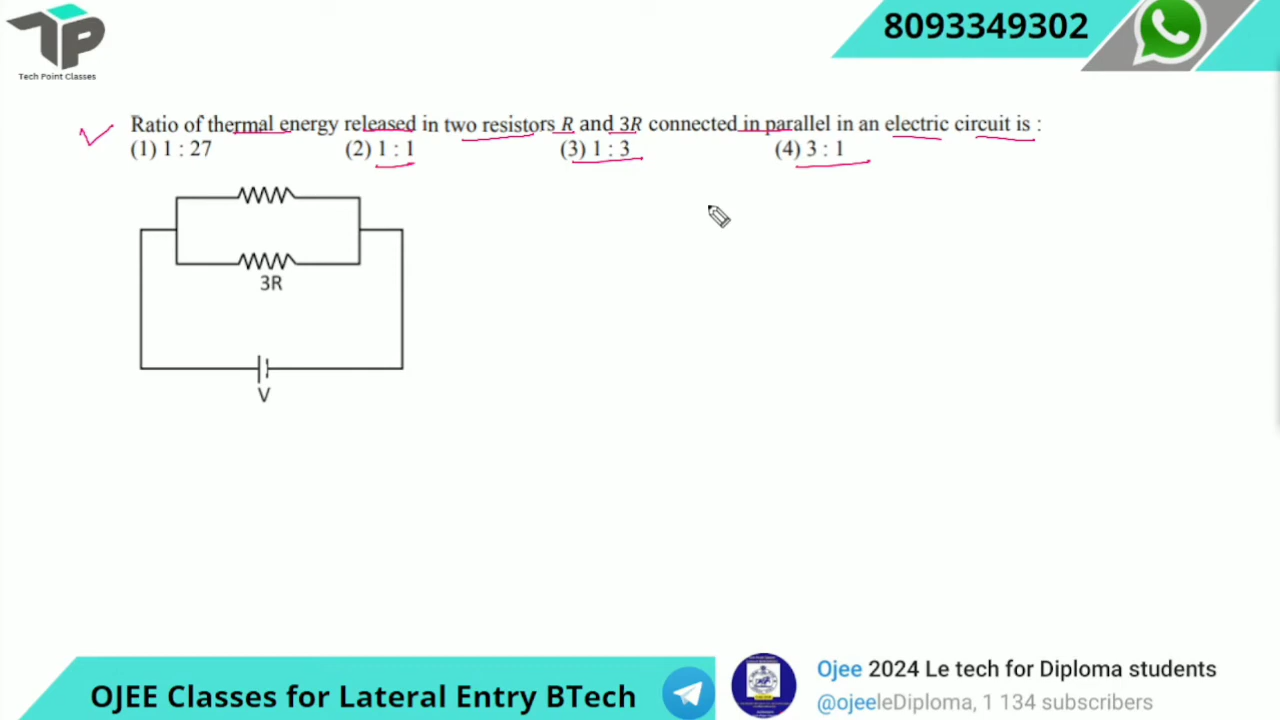 8093349302
Tech Point Classes
Ratio of thermal energy released in two resistors R and 3R connected in parallel in an electric circuit is :
(1) 1 : 27 (2) 1 : 1 (3) 1 : 3 (4) 3 : 1
3R
V
OJEE Classes for Lateral Entry BTech
Ojee 2024 Le tech for Diploma students
@ojeeleDiploma, 1 134 subscribers